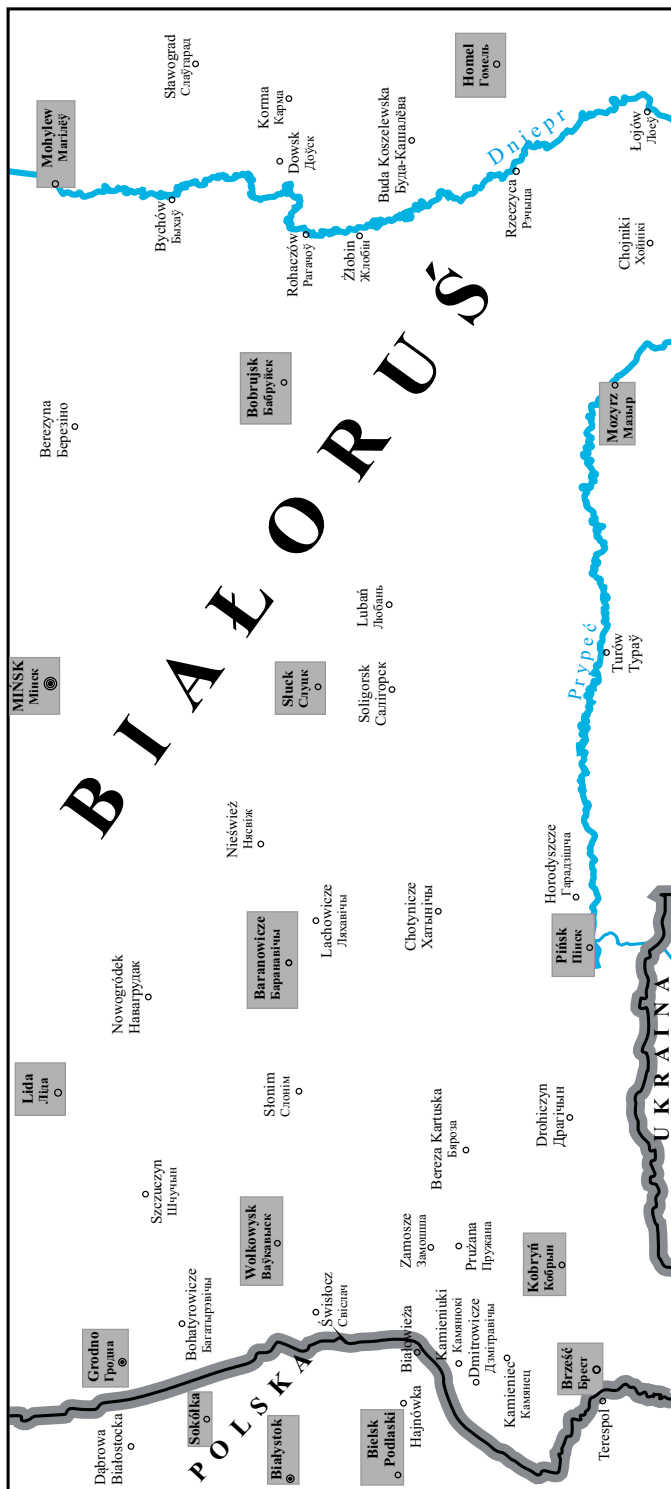 MIŃSK
Мінск
Mohylew
Магілёў
Lida
Ліда
Berezyna
Березіно
Sławograd
Слаўгарад
Grodno
Гродна
Nowogródek
Навагрудак
Szczuczyn
Шчучын
Bychów
Быхаў
Dąbrowa
Białostocka
Bohatyrowicze
Багатырэвічы
Korma
Карма
Dowsk
Доўск
Sokółka
Nieśwież
Нясвіж
Bobrujsk
Бабруйск
Wołkowysk
Ваўкавыск
Baranowicze
Баранавічы
Słonim
Слонім
Słuck
Слуцк
Rohaczów
Рагачоў
Homel
Гомель
Białystok
POLSKA
BIAŁORUŚ
Świsłocz
Свіслач
Lachowicze
Ляхавічы
Soligorsk
Салігорск
Lubań
Любань
Żłobin
Жлобін
Buda Koszelewska
Буда-Кашалёва
Bielsk
Podlaski
Hajnówka
Białowieża
Zamosze
Замошша
Chotynicze
Хатынічы
Kamieniuki
Камянюкі
Bereza Kartuska
Бяроза
Dmitrowicze
Дзмітравічы
Prużana
Пружана
Dniepr
Kamieniec
Камянец
Rzeczyca
Рэчыца
Kobryń
Кобрын
Drohiczyn
Драгічын
Horodyszcze
Гарадзішча
Pińsk
Пінск
Prypeć
Brześć
Брест
Terespol
Turów
Тураў
Mozyrz
Мазыр
Chojniki
Хойнікі
Łojów
Лоеў
UKRAINA